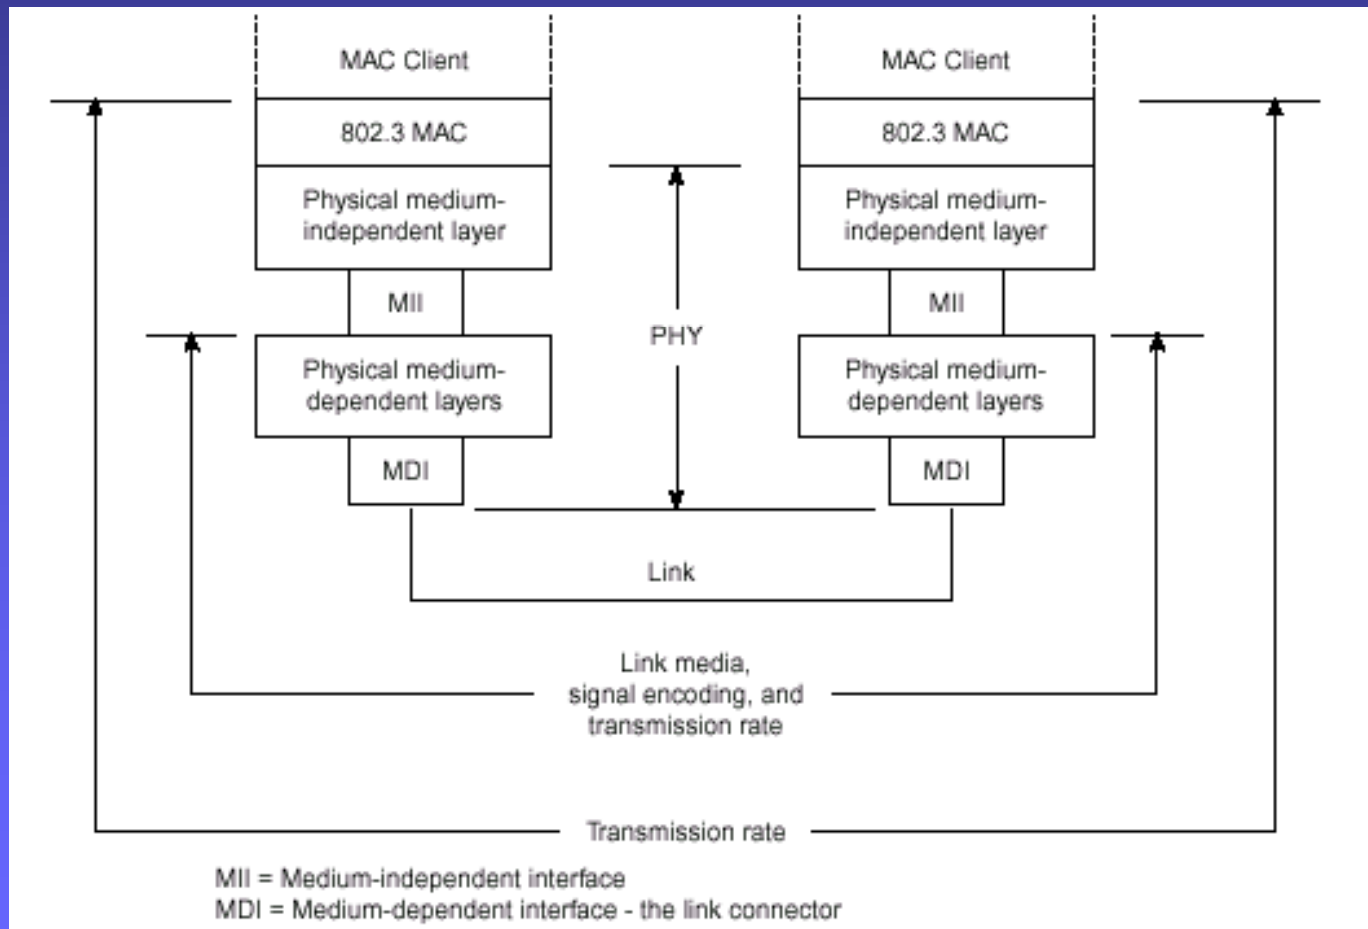 MAC Client
MAC Client
802.3 MAC
802.3 MAC
Physical medium-
independent layer
Physical medium-
independent layer
MII
MII
PHY
Physical medium-
dependent layers
Physical medium-
dependent layers
MDI
MDI
Link
Link media,
signal encoding, and
transmission rate
Transmission rate
MII = Medium-independent interface
MDI = Medium-dependent interface - the link connector